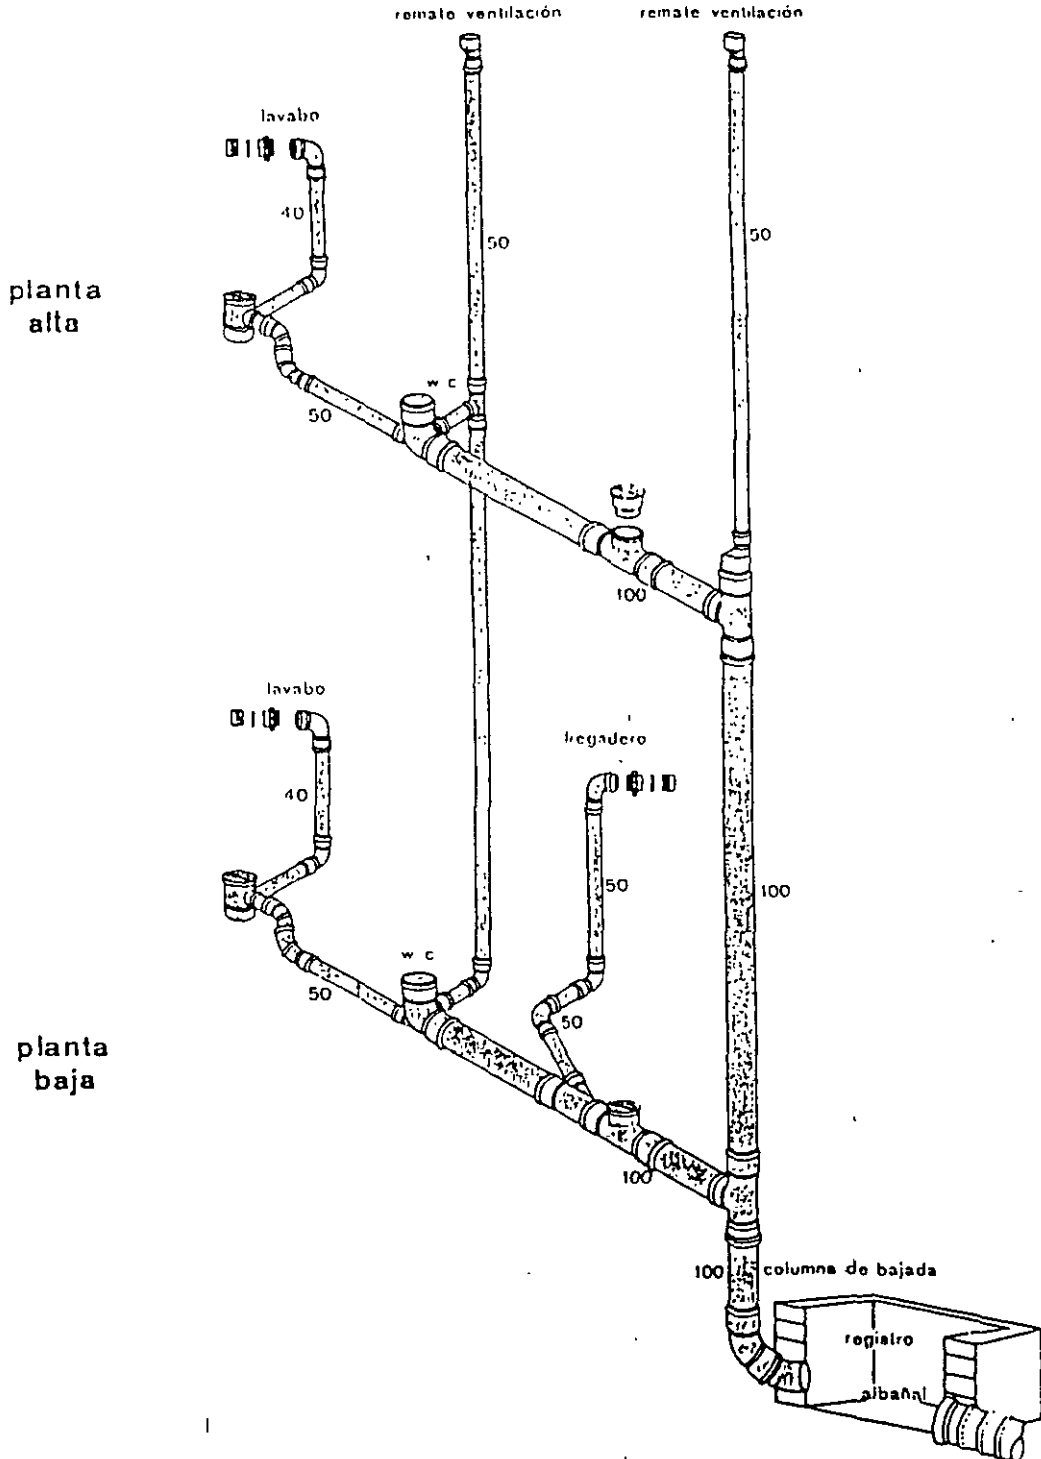 remate ventilación
remate ventilación
lavabo
40
50
50
planta
alta
w c
50
100
lavabo
fregadero
40
50
100
w c
50
50
planta
baja
100
100
columna de bajada
registro
albañal